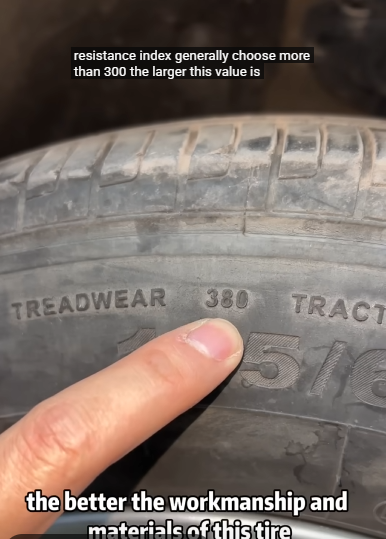 resistance index generally choose more
than 300 the larger this value is
TREADWEAR 380 TRACT
5/6
the better the workmanship and
materials of this tire